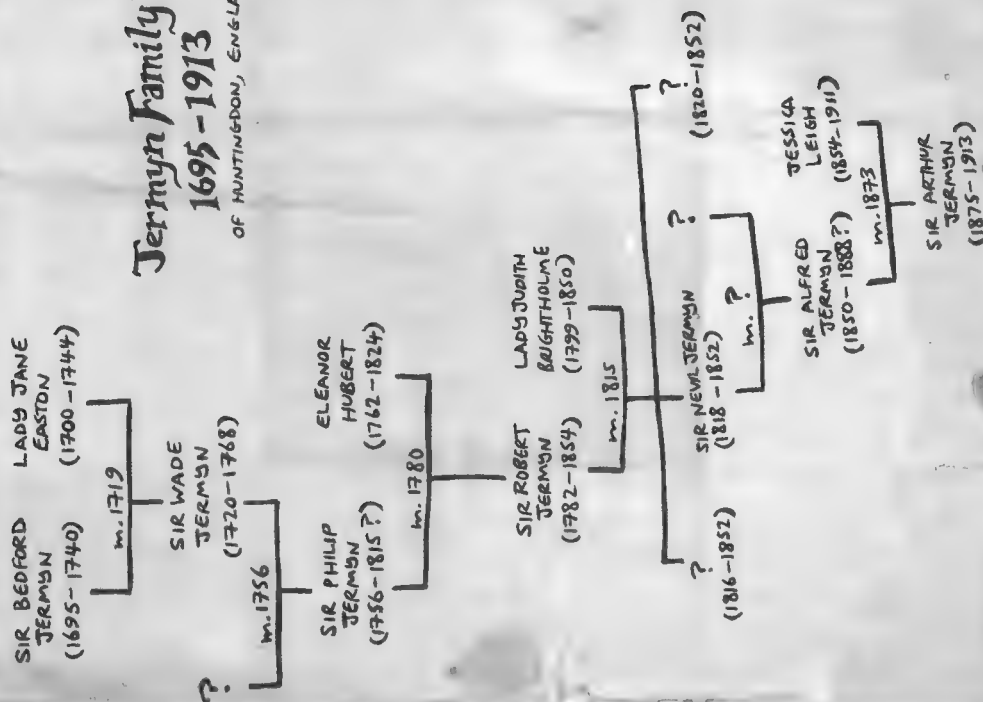 Jermyn Family
1695-1913
OF HUNTINGDON, ENGLA
SIR BEDFORD
JERMYN
(1695-1740)
LADY JANE
EASTON
(1700-1744)
m. 1719
SIR WADE
JERMYN
(1720-1768)
?
m. 1756
SIR PHILIP
JERMYN
(1756-1815?)
ELEANOR
HUBERT
(1762-1824)
m. 1780
SIR ROBERT
JERMYN
(1782-1854)
LADY JUDITH
BRIGHTHOLME
(1799-1850)
m. 1815
?
(1816-1852)
SIR NEVIL JERMYN
(1818-1852)
?
?
(1820-1852)
m. ?
SIR ALFRED
JERMYN
(1850-1888?)
JESSICA
LEIGH
(1854-1911)
m. 1873
SIR ARTHUR
JERMYN
(1875-1913)